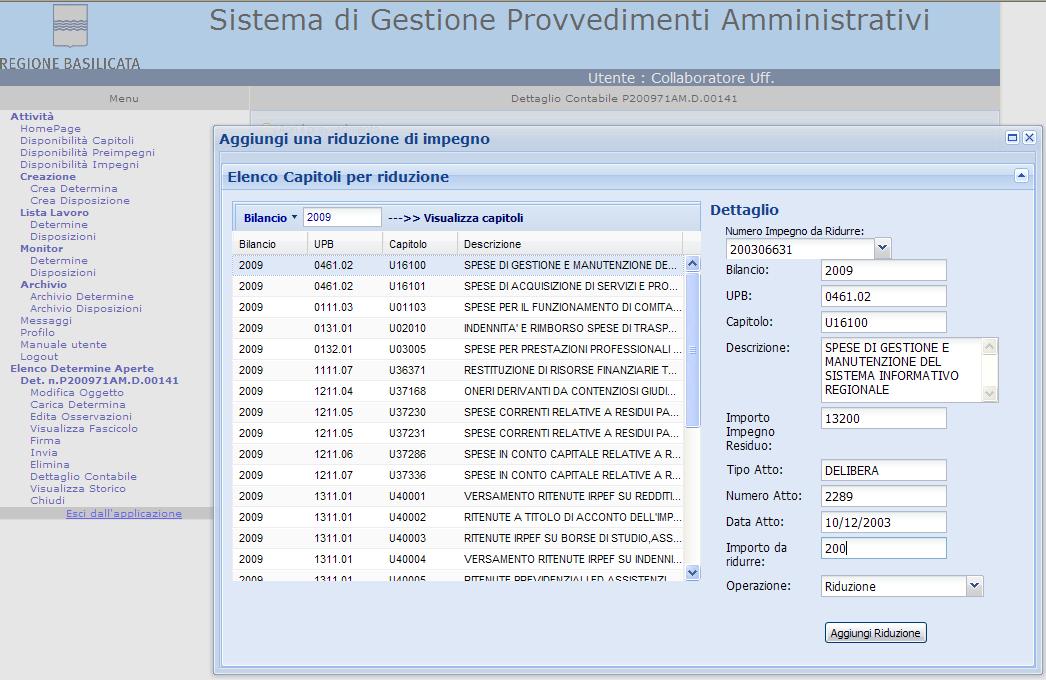 Sistema di Gestione Provvedimenti Amministrativi
REGIONE BASILICATA
Utente : Collaboratore Uff.
Menu
Dettaglio Contabile P200971AM.D.00141
Attività
HomePage
Disponibilità Capitoli
Disponibilità Preimpegni
Disponibilità Impegni
Creazione
Crea Determina
Crea Disposizione
Lista Lavoro
Determine
Disposizioni
Monitor
Determine
Disposizioni
Archivio
Archivio Determine
Archivio Disposizioni
Messaggi
Profilo
Manuale utente
Logout
Elenco Determine Aperte
Det. n.P200971AM.D.00141
Modifica Oggetto
Carica Determina
Edita Osservazioni
Visualizza Fascicolo
Firma
Invia
Elimina
Dettaglio Contabile
Visualizza Storico
Chiudi
Esci dall'applicazione
Aggiungi una riduzione di impegno
Elenco Capitoli per riduzione
Bilancio 2009 --->> Visualizza capitoli
Bilancio UPB Capitolo Descrizione
2009 0461.02 U16100 SPESE DI GESTIONE E MANUTENZIONE DE...
2009 0461.02 U16101 SPESE DI ACQUISIZIONE DI SERVIZI E PRO...
2009 0111.03 U01103 SPESE PER IL FUNZIONAMENTO DI COMITA...
2009 0131.01 U02010 INDENNITA' E RIMBORSO SPESE DI TRASP...
2009 0132.01 U03005 SPESE PER PRESTAZIONI PROFESSIONALI ...
2009 1111.07 U36371 RESTITUZIONE DI RISORSE FINANZIARIE T...
2009 1211.04 U37168 ONERI DERIVANTI DA CONTENZIOSI GIUDI...
2009 1211.05 U37230 SPESE CORRENTI RELATIVE A RESIDUI PA...
2009 1211.05 U37231 SPESE CORRENTI RELATIVE A RESIDUI PA...
2009 1211.06 U37286 SPESE IN CONTO CAPITALE RELATIVE A R...
2009 1211.07 U37336 SPESE IN CONTO CAPITALE RELATIVE A R...
2009 1311.01 U40001 VERSAMENTO RITENUTE IRPEF SU REDDITI...
2009 1311.01 U40002 RITENUTE A TITOLO DI ACCONTO DELL'IMP...
2009 1311.01 U40003 RITENUTE IRPEF SU BORSE DI STUDIO,ASS...
2009 1311.01 U40004 VERSAMENTO RITENUTE IRPEF SU INDENNI...
2009 1311.01 U40005 RITENUTE PREVIDENZIALI ED ASSISTENZI...
Dettaglio
Numero Impegno da Ridurre:
200306631
Bilancio: 2009
UPB: 0461.02
Capitolo: U16100
Descrizione: SPESE DI GESTIONE E
MANUTENZIONE DEL
SISTEMA INFORMATIVO
REGIONALE
Importo 13200
Impegno
Residuo:
Tipo Atto: DELIBERA
Numero Atto: 2289
Data Atto: 10/12/2003
Importo da 200
ridurre:
Operazione: Riduzione
Aggiungi Riduzione